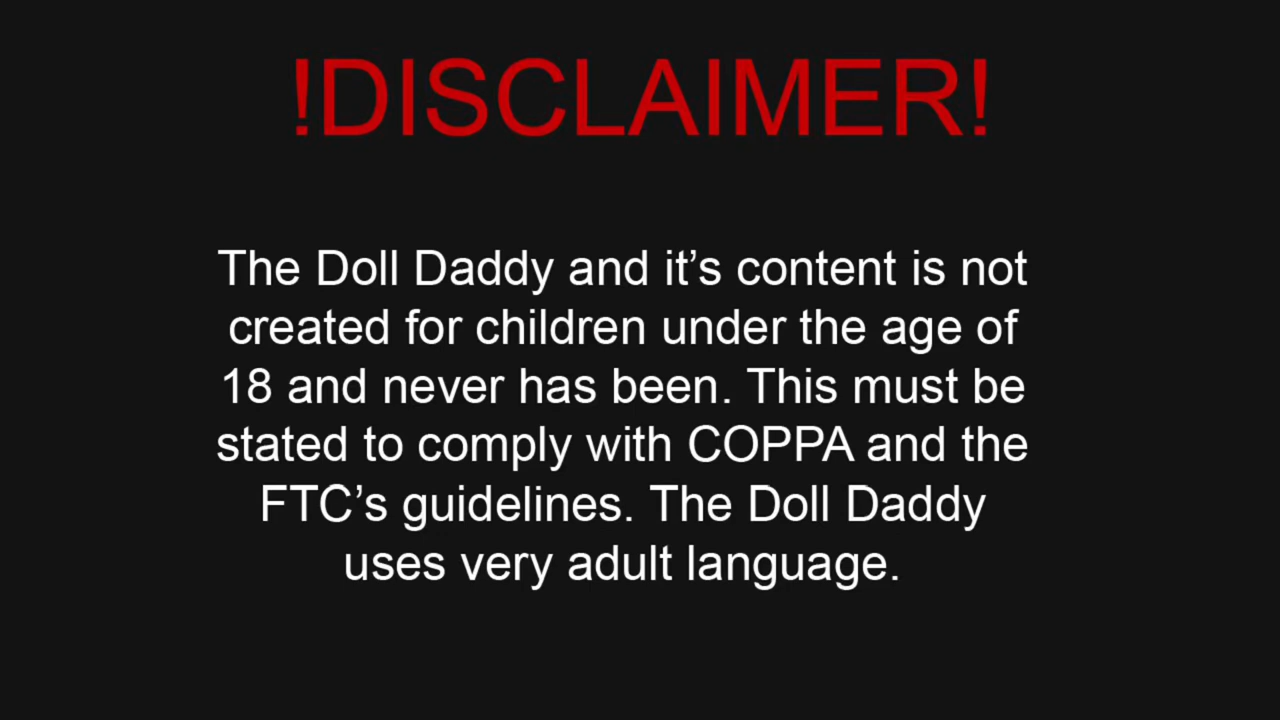 !DISCLAIMER!
The Doll Daddy and it’s content is not
created for children under the age of
18 and never has been. This must be
stated to comply with COPPA and the
FTC’s guidelines. The Doll Daddy
uses very adult language.